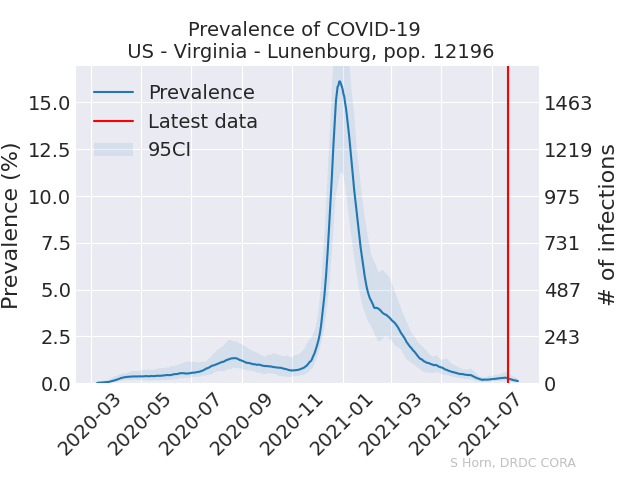 Prevalence of COVID-19
US - Virginia - Lunenburg, pop. 12196
Prevalence
Latest data
95CI
Prevalence (%)
15.0
12.5
10.0
7.5
5.0
2.5
0.0
1463
1219
975
731
487
243
0
# of infections
2020-03
2020-05
2020-07
2020-09
2020-11
2021-01
2021-03
2021-05
2021-07
S Horn, DRDC CORA